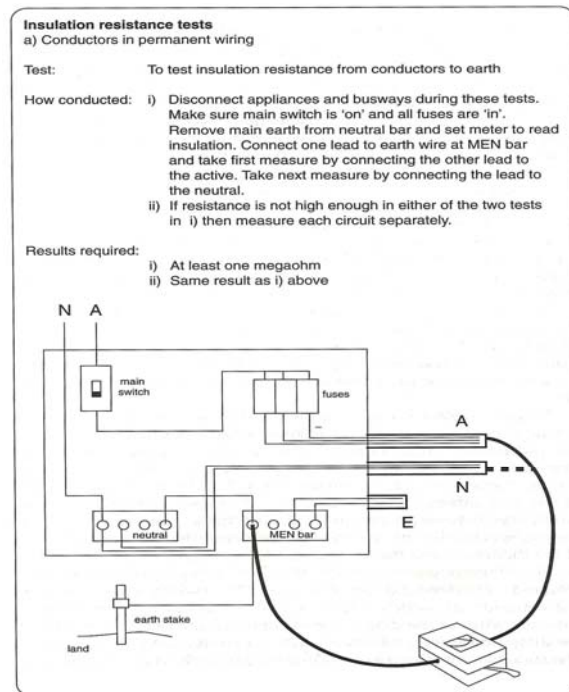 Insulation resistance tests
a) Conductors in permanent wiring
Test: To test insulation resistance from conductors to earth
How conducted: i) Disconnect appliances and busways during these tests.
Make sure main switch is 'on' and all fuses are 'in'.
Remove main earth from neutral bar and set meter to read
insulation. Connect one lead to earth wire at MEN bar
and take first measure by connecting the other lead to
the active. Take next measure by connecting the lead to
the neutral.
ii) If resistance is not high enough in either of the two tests
in i) then measure each circuit separately.
Results required:
i) At least one megaohm
ii) Same result as i) above
N A
main
switch
fuses
A
N
E
neutral
MEN bar
earth stake
land